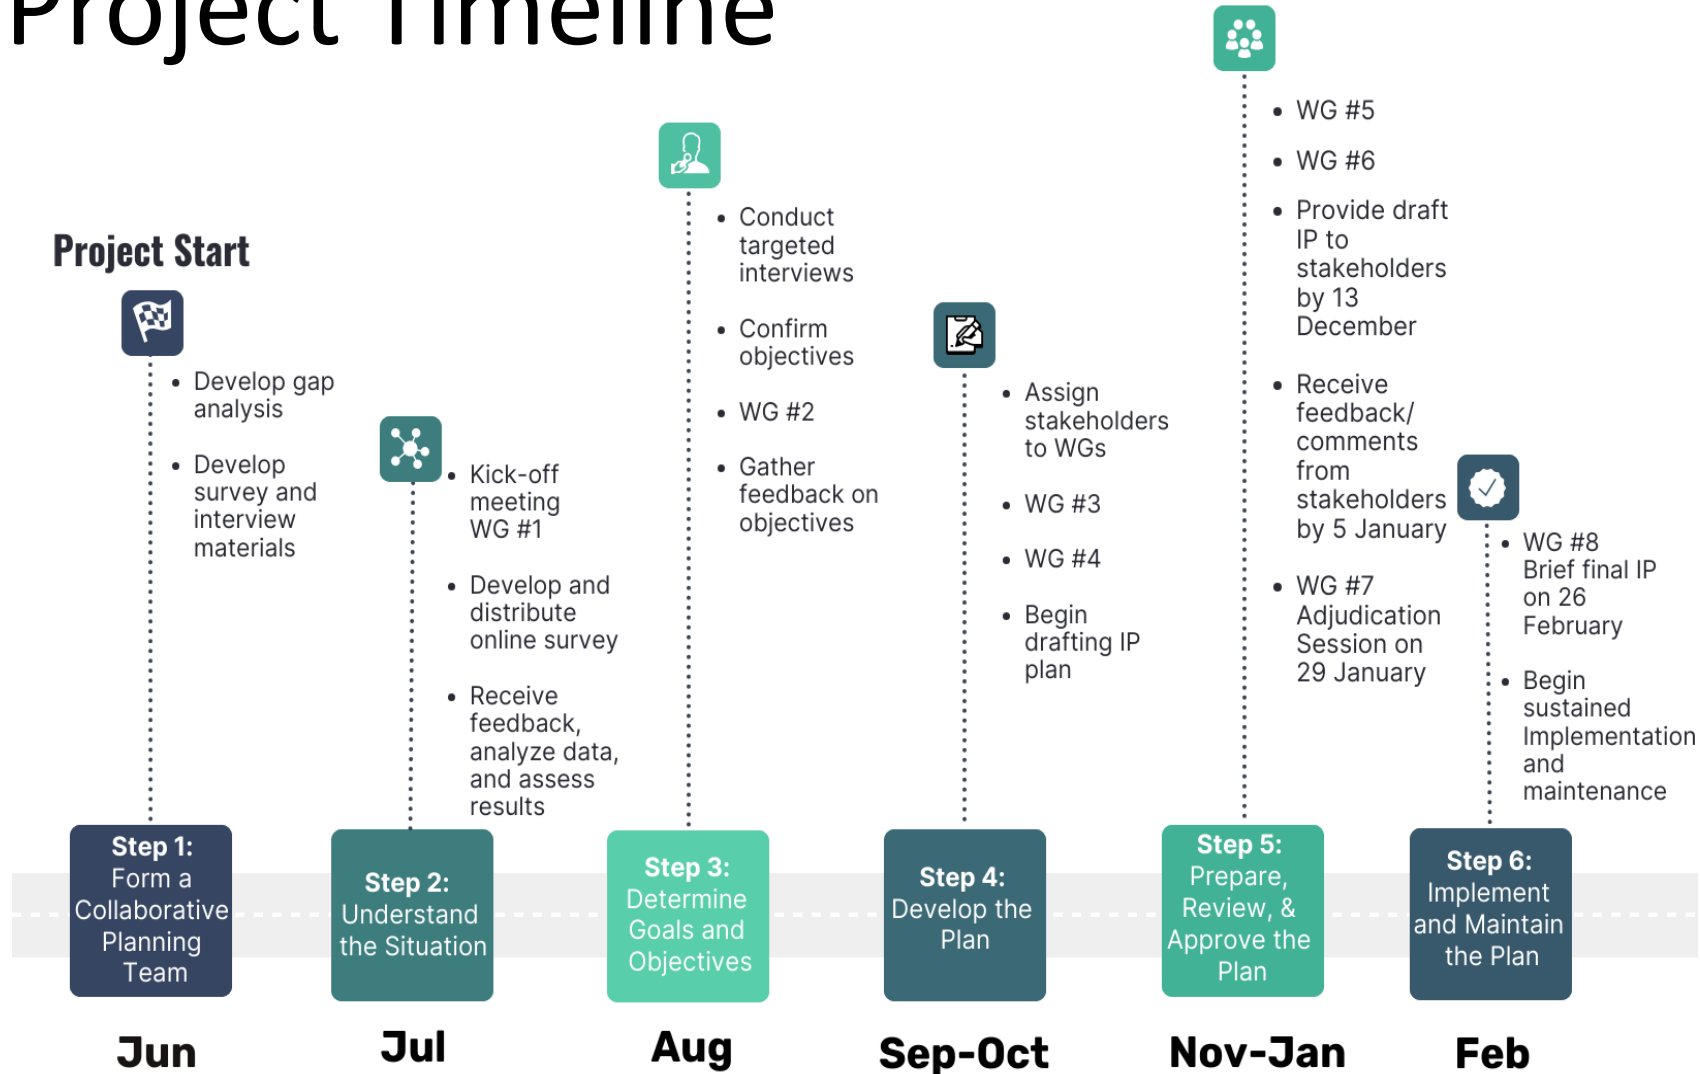 Project Timeline
Project Start
• Develop gap
analysis
• Develop
survey and
interview
materials
• Kick-off
meeting
WG #1
• Develop and
distribute
online survey
• Receive
feedback,
analyze data,
and assess
results
• Conduct
targeted
interviews
• Confirm
objectives
• WG #2
• Gather
feedback on
objectives
• Assign
stakeholders
to WGs
• WG #3
• WG #4
• Begin
drafting IP
plan
• WG #5
• WG #6
• Provide draft
IP to
stakeholders
by 13
December
• Receive
feedback/
comments
from
stakeholders
by 5 January
• WG #7
Adjudication
Session on
29 January
• WG #8
Brief final IP
on 26
February
• Begin
sustained
Implementation
and
maintenance
Step 1:
Form a
Collaborative
Planning
Team
Step 2:
Understand
the Situation
Step 3:
Determine
Goals and
Objectives
Step 4:
Develop the
Plan
Step 5:
Prepare,
Review, &
Approve the
Plan
Step 6:
Implement
and Maintain
the Plan
Jun
Jul
Aug
Sep-Oct
Nov-Jan
Feb